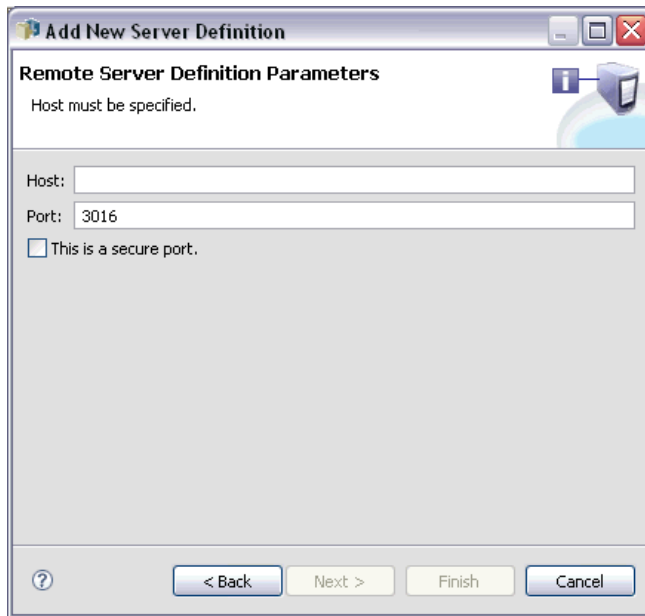 Add New Server Definition
Remote Server Definition Parameters
Host must be specified.
Host:
Port: 3016
This is a secure port.
? < Back Next > Finish Cancel